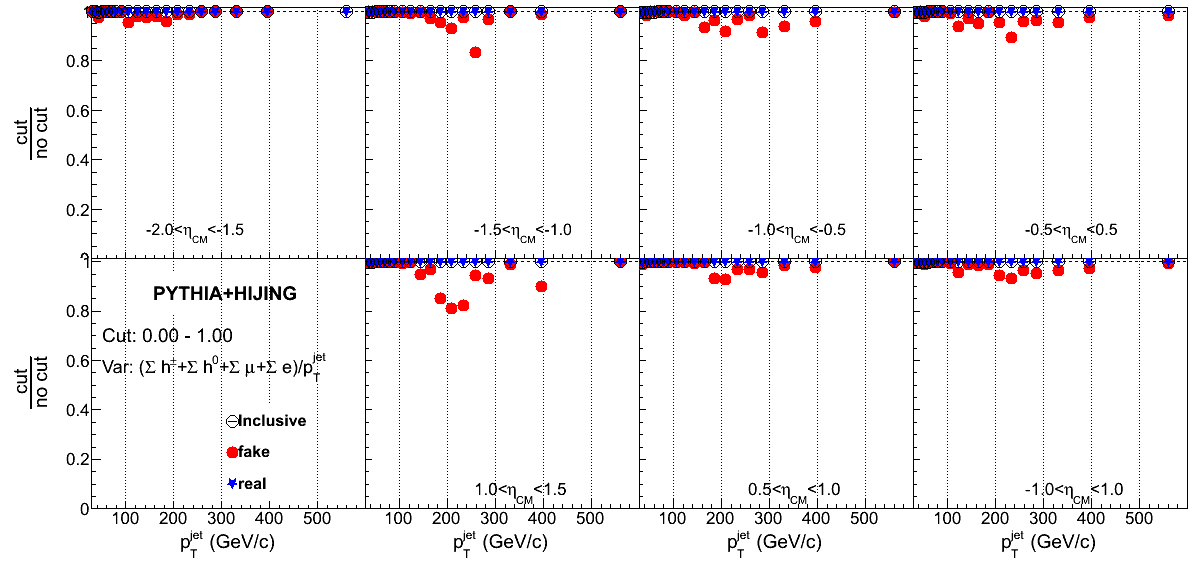 cut
no cut
0.8
0.6
0.4
0.2
0
-2.0<η_CM<-1.5
-1.5<η_CM<-1.0
-1.0<η_CM<-0.5
-0.5<η_CM<0.5
cut
no cut
1
0.8
0.6
0.4
0.2
0
PYTHIA+HIJING
Cut: 0.00 - 1.00
Var: (Σ h^±+Σ h^0+Σ μ+Σ e)/p_T^jet
Inclusive
fake
real
1.0<η_CM<1.5
0.5<η_CM<1.0
-1.0<η_CM<1.0
100 200 300 400 500
100 200 300 400 500
100 200 300 400 500
100 200 300 400 500
p_T^jet (GeV/c)
p_T^jet (GeV/c)
p_T^jet (GeV/c)
p_T^jet (GeV/c)